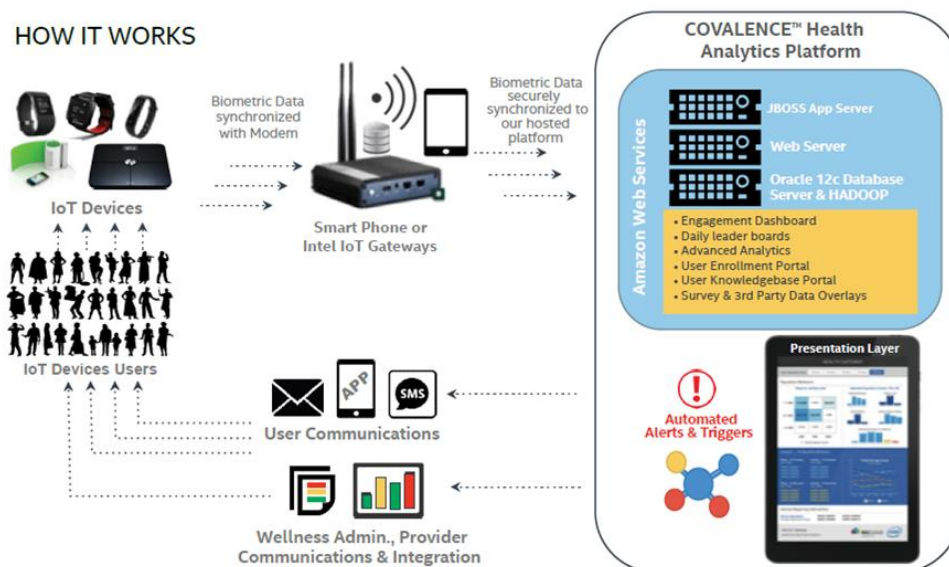 HOW IT WORKS
Biometric Data
synchronized
with Modem
Biometric Data
securely
synchronized to
our hosted
platform
IoT Devices
Smart Phone or
Intel IoT Gateways
IoT Devices Users
APP
SMS
User Communications
Wellness Admin., Provider
Communications & Integration
COVALENCE™ Health
Analytics Platform
Amazon Web Services
JBOSS App Server
Web Server
Oracle 12c Database
Server & HADOOP
• Engagement Dashboard
• Daily leader boards
• Advanced Analytics
• User Enrollment Portal
• User Knowledgebase Portal
• Survey & 3rd Party Data Overlays
!
Automated
Alerts & Triggers
Presentation Layer
(intel)